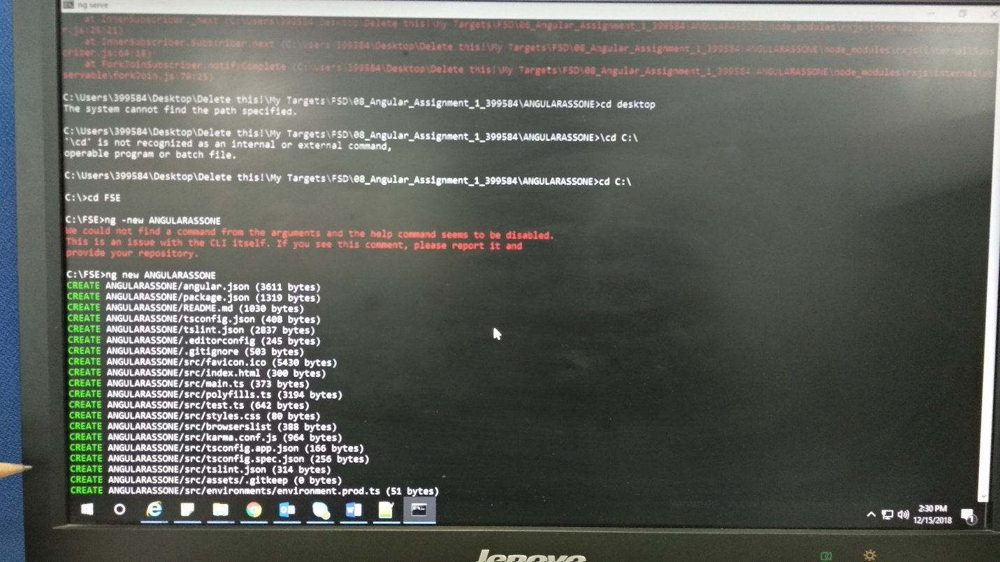 ng serve
at InnerSubscriber._next (C:\Users\399584\Desktop\Delete this!\My Targets\FSD\08_Angular_Assignment_1_399584\ANGULARASSONE\node_modules\rxjs\internal\InnerSubscri
r.js:25:21)
at InnerSubscriber.Subscriber.next (C:\Users\399584\Desktop\Delete this!\My Targets\FSD\08_Angular_Assignment_1_399584\ANGULARASSONE\node_modules\rxjs\internal\Subs
criber.js:64:18)
at ForkJoinSubscriber.notifyComplete (C:\Users\399584\Desktop\Delete this!\My Targets\FSD\08_Angular_Assignment_1_399584\ANGULARASSONE\node_modules\rxjs\internal\ob
servable\forkJoin.js:79:25)
C:\Users\399584\Desktop\Delete this!\My Targets\FSD\08_Angular_Assignment_1_399584\ANGULARASSONE>cd desktop
The system cannot find the path specified.
C:\Users\399584\Desktop\Delete this!\My Targets\FSD\08_Angular_Assignment_1_399584\ANGULARASSONE>\cd C:\
'\cd' is not recognized as an internal or external command,
operable program or batch file.
C:\Users\399584\Desktop\Delete this!\My Targets\FSD\08_Angular_Assignment_1_399584\ANGULARASSONE>cd C:\
C:\>cd FSE
C:\FSE>ng -new ANGULARASSONE
We could not find a command from the arguments and the help command seems to be disabled.
This is an issue with the CLI itself. If you see this comment, please report it and
provide your repository.
C:\FSE>ng new ANGULARASSONE
CREATE ANGULARASSONE/angular.json (3611 bytes)
CREATE ANGULARASSONE/package.json (1319 bytes)
CREATE ANGULARASSONE/README.md (1030 bytes)
CREATE ANGULARASSONE/tsconfig.json (408 bytes)
CREATE ANGULARASSONE/tslint.json (2837 bytes)
CREATE ANGULARASSONE/.editorconfig (245 bytes)
CREATE ANGULARASSONE/.gitignore (503 bytes)
CREATE ANGULARASSONE/src/favicon.ico (5430 bytes)
CREATE ANGULARASSONE/src/index.html (300 bytes)
CREATE ANGULARASSONE/src/main.ts (373 bytes)
CREATE ANGULARASSONE/src/polyfills.ts (3194 bytes)
CREATE ANGULARASSONE/src/test.ts (642 bytes)
CREATE ANGULARASSONE/src/styles.css (80 bytes)
CREATE ANGULARASSONE/src/browserslist (388 bytes)
CREATE ANGULARASSONE/src/karma.conf.js (964 bytes)
CREATE ANGULARASSONE/src/tsconfig.app.json (166 bytes)
CREATE ANGULARASSONE/src/tsconfig.spec.json (256 bytes)
CREATE ANGULARASSONE/src/tslint.json (314 bytes)
CREATE ANGULARASSONE/src/assets/.gitkeep (0 bytes)
CREATE ANGULARASSONE/src/environments/environment.prod.ts (51 bytes)
2:30 PM
12/15/2018
1
lenovo